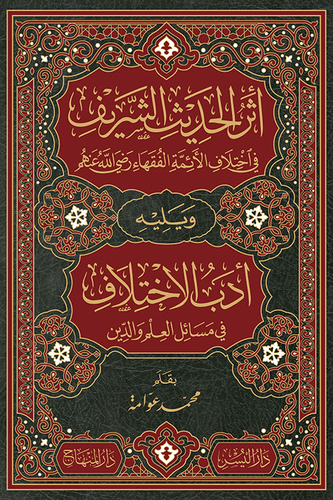 أثر الحديث الشريف
في اختلاف الأئمة الفقهاء رضي الله عنهم
ويليه
أدب الاختلاف
في مسائل العلم والدين
بقلم
محمد عوامة
دار اليسر
دار المنهاج